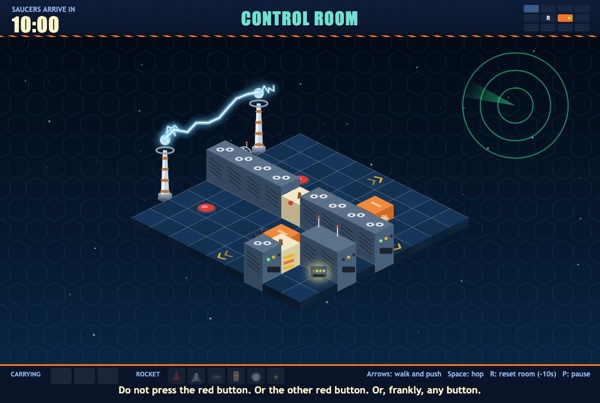 SAUCERS ARRIVE IN
10:00
CONTROL ROOM
R
CARRYING
ROCKET
Arrows: walk and push Space: hop R: reset room (-10s) P: pause
Do not press the red button. Or the other red button. Or, frankly, any button.